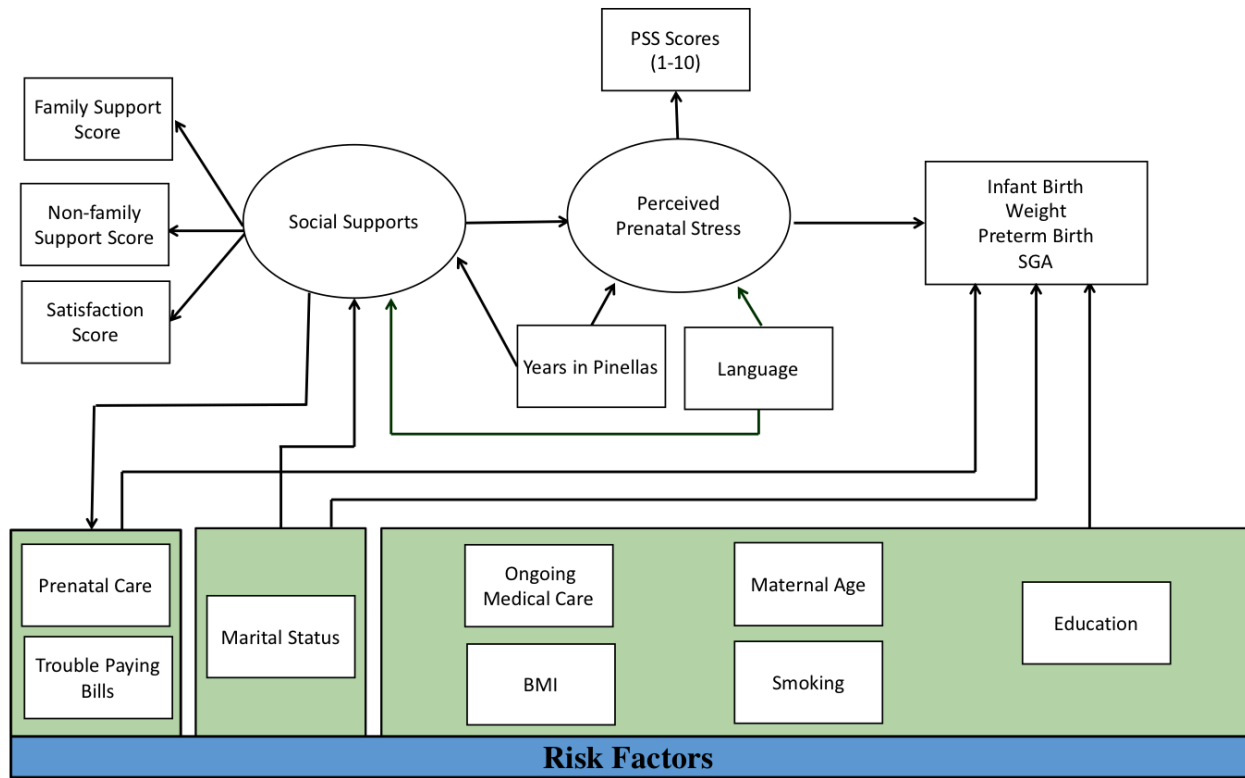 PSS Scores
(1-10)
Family Support
Score
Non-family
Support Score
Satisfaction
Score
Social Supports
Perceived
Prenatal Stress
Infant Birth
Weight
Preterm Birth
SGA
Years in Pinellas
Language
Prenatal Care
Trouble Paying
Bills
Marital Status
Ongoing
Medical Care
BMI
Maternal Age
Smoking
Education
Risk Factors